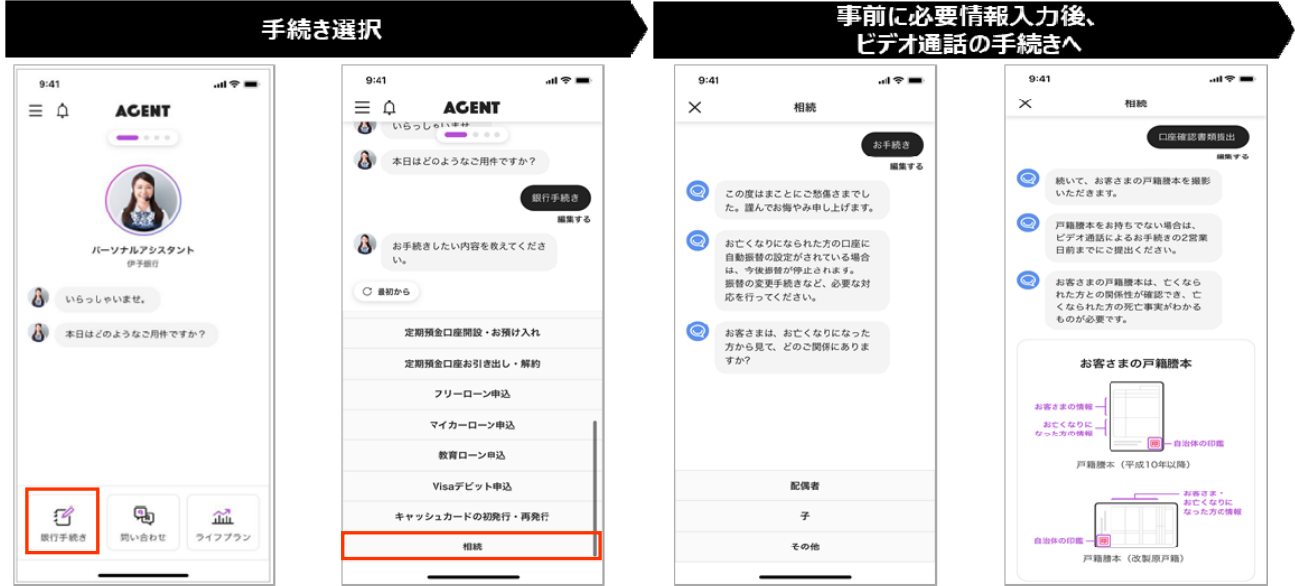 手続き選択
事前に必要情報入力後、
ビデオ通話の手続きへ
9:41
AGENT
パーソナルアシスタント
伊予銀行
いらっしゃいませ。
本日はどのようなご用件ですか?
銀行手続き
問い合わせ
ライフプラン
9:41
AGENT
いらっしゃいませ
本日はどのようなご用件ですか?
銀行手続き
編集する
お手続きしたい内容を教えてくださ
い。
最初から
定期預金口座開設・お預け入れ
定期預金口座お引き出し・解約
フリーローン申込
マイカーローン申込
教育ローン申込
Visaデビット申込
キャッシュカードの初発行・再発行
相続
9:41
相続
お手続き
編集する
この度はまことにご愁傷さまでし
た。謹んでお悔やみ申し上げます。
お亡くなりになられた方の口座に
自動振替の設定がされている場合
は、今後振替が停止されます。
振替の変更手続きなど、必要な対
応を行ってください。
お客さまは、お亡くなりになった
方から見て、どのご関係にありま
すか?
配偶者
子
その他
9:41
相続
口座確認書類提出
編集する
続いて、お客さまの戸籍謄本を撮影
いただきます。
戸籍謄本をお持ちでない場合は、
ビデオ通話によるお手続きの2営業
日前までにご提出ください。
お客さまの戸籍謄本は、亡くなら
れた方との関係性が確認でき、亡
くなられた方の死亡事実がわかる
ものが必要です。
お客さまの戸籍謄本
お客さまの情報
お亡くなりに
なった方の情報
自治体の印鑑
戸籍謄本(平成10年以降)
お客さま・
お亡くなりに
なった方の情報
自治体の印鑑
戸籍謄本(改製原戸籍)